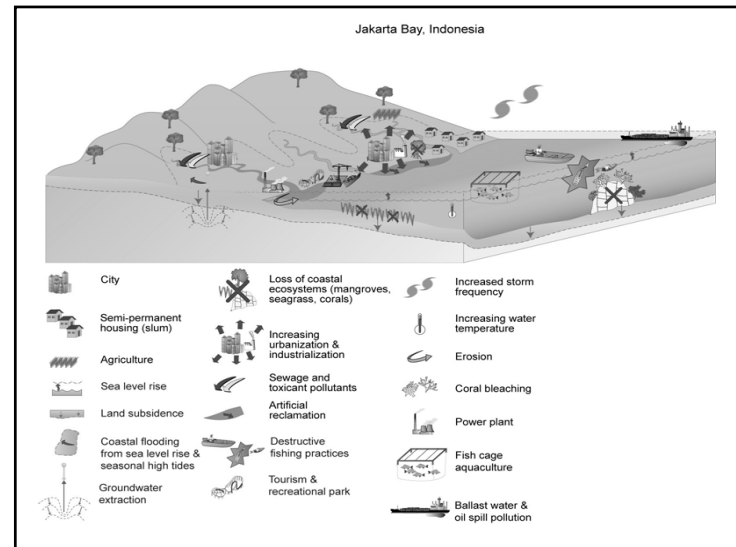 Jakarta Bay, Indonesia
City
Semi-permanent
housing (slum)
Agriculture
Sea level rise
Land subsidence
Coastal flooding
from sea level rise &
seasonal high tides
Groundwater
extraction
Loss of coastal
ecosystems (mangroves,
seagrass, corals)
Increasing
urbanization &
industrialization
Sewage and
toxicant pollutants
Artificial
reclamation
Destructive
fishing practices
Tourism &
recreational park
Increased storm
frequency
Increasing water
temperature
Erosion
Coral bleaching
Power plant
Fish cage
aquaculture
Ballast water &
oil spill pollution